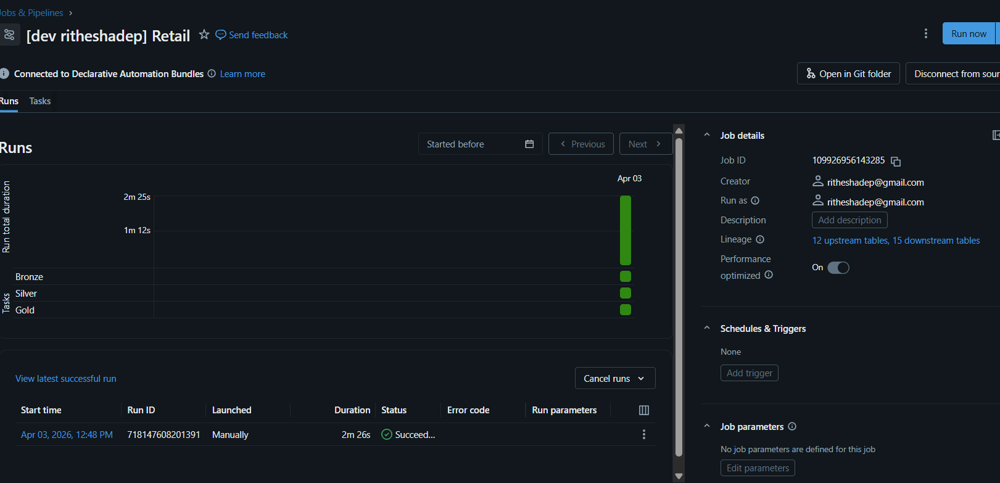 Jobs & Pipelines
[dev ritheshadep] Retail Send feedback
Run now
Connected to Declarative Automation Bundles Learn more
Open in Git folder
Disconnect from sour
Runs Tasks
Runs
Started before
Previous
Next
Apr 03
Run total duration
2m 25s
1m 12s
Tasks
Bronze
Silver
Gold
View latest successful run
Cancel runs
Start time Run ID Launched Duration Status Error code Run parameters
Apr 03, 2026, 12:48 PM 718147608201391 Manually 2m 26s Succeed...
Job details
Job ID 109926956143285
Creator ritheshadep@gmail.com
Run as ritheshadep@gmail.com
Description Add description
Lineage 12 upstream tables, 15 downstream tables
Performance
optimized On
Schedules & Triggers
None
Add trigger
Job parameters
No job parameters are defined for this job
Edit parameters